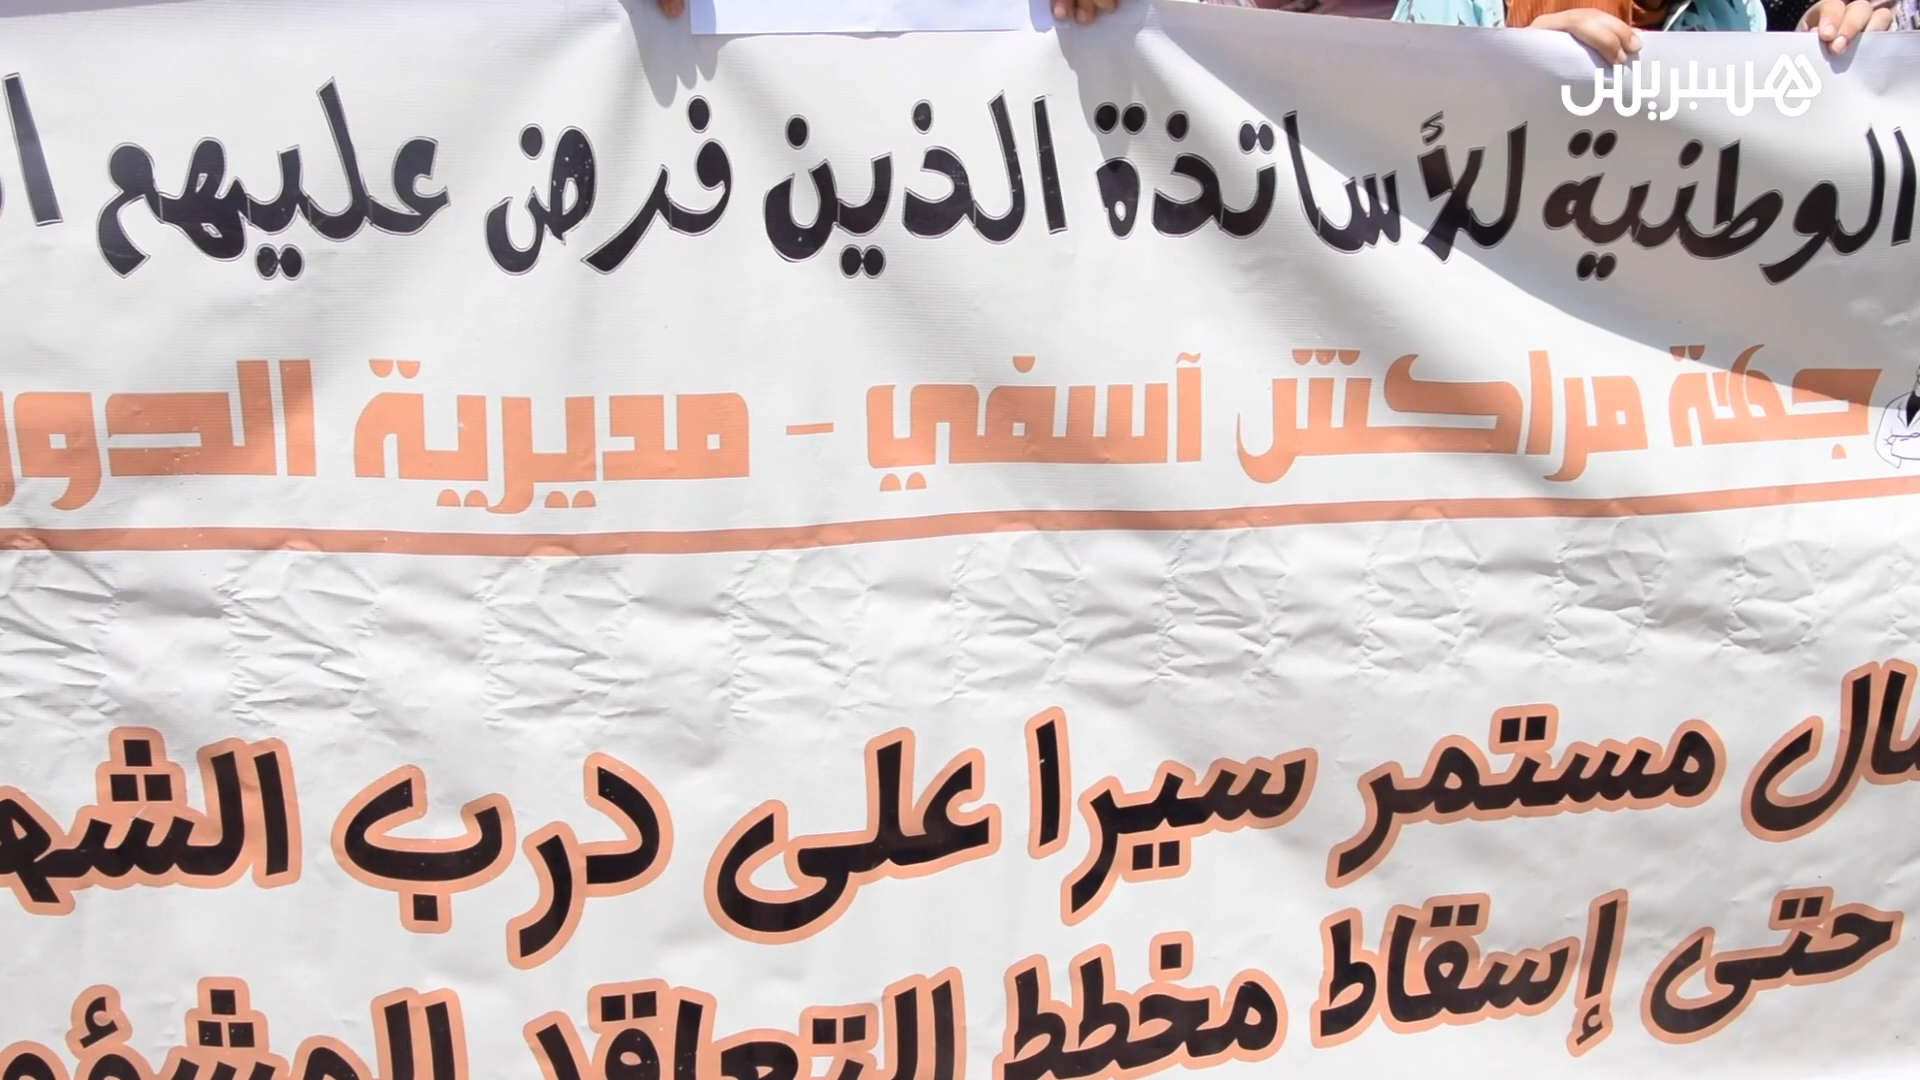 هسبريس
الوطنية للأساتذة الذين فرض عليهم
جهة مراكش آسفي - مديرية
مستمر سيرا على درب
حتى إسقاط مخطط التعاقد